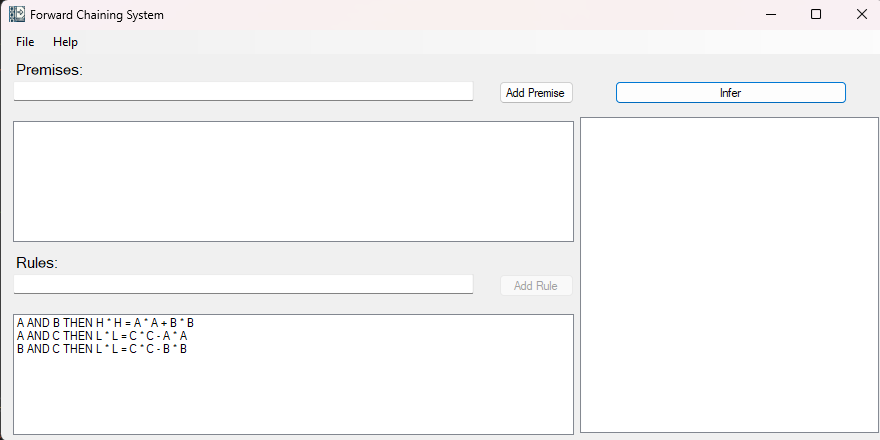 Forward Chaining System
File Help
Premises:
Add Premise
Infer
Rules:
Add Rule
A AND B THEN H * H = A * A + B * B
A AND C THEN L * L = C * C - A * A
B AND C THEN L * L = C * C - B * B